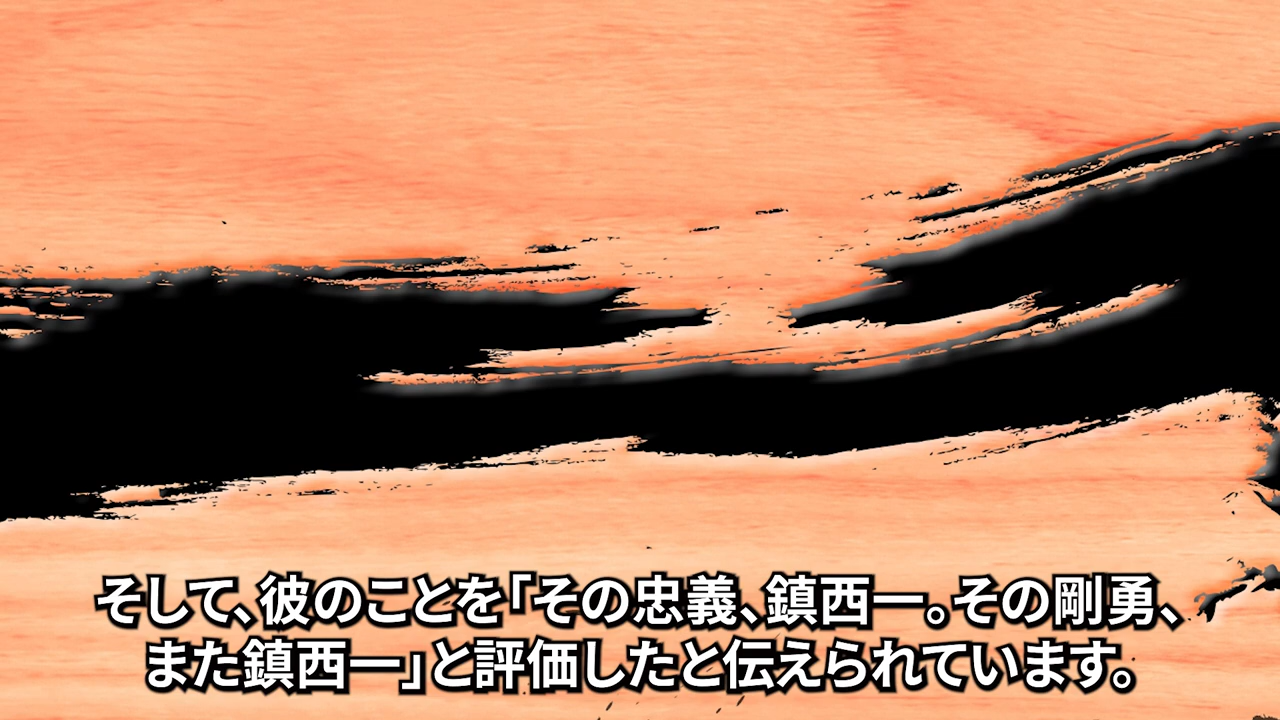 そして、彼のことを「その忠義、鎮西一。その剛勇、
また鎮西一」と評価したと伝えられています。